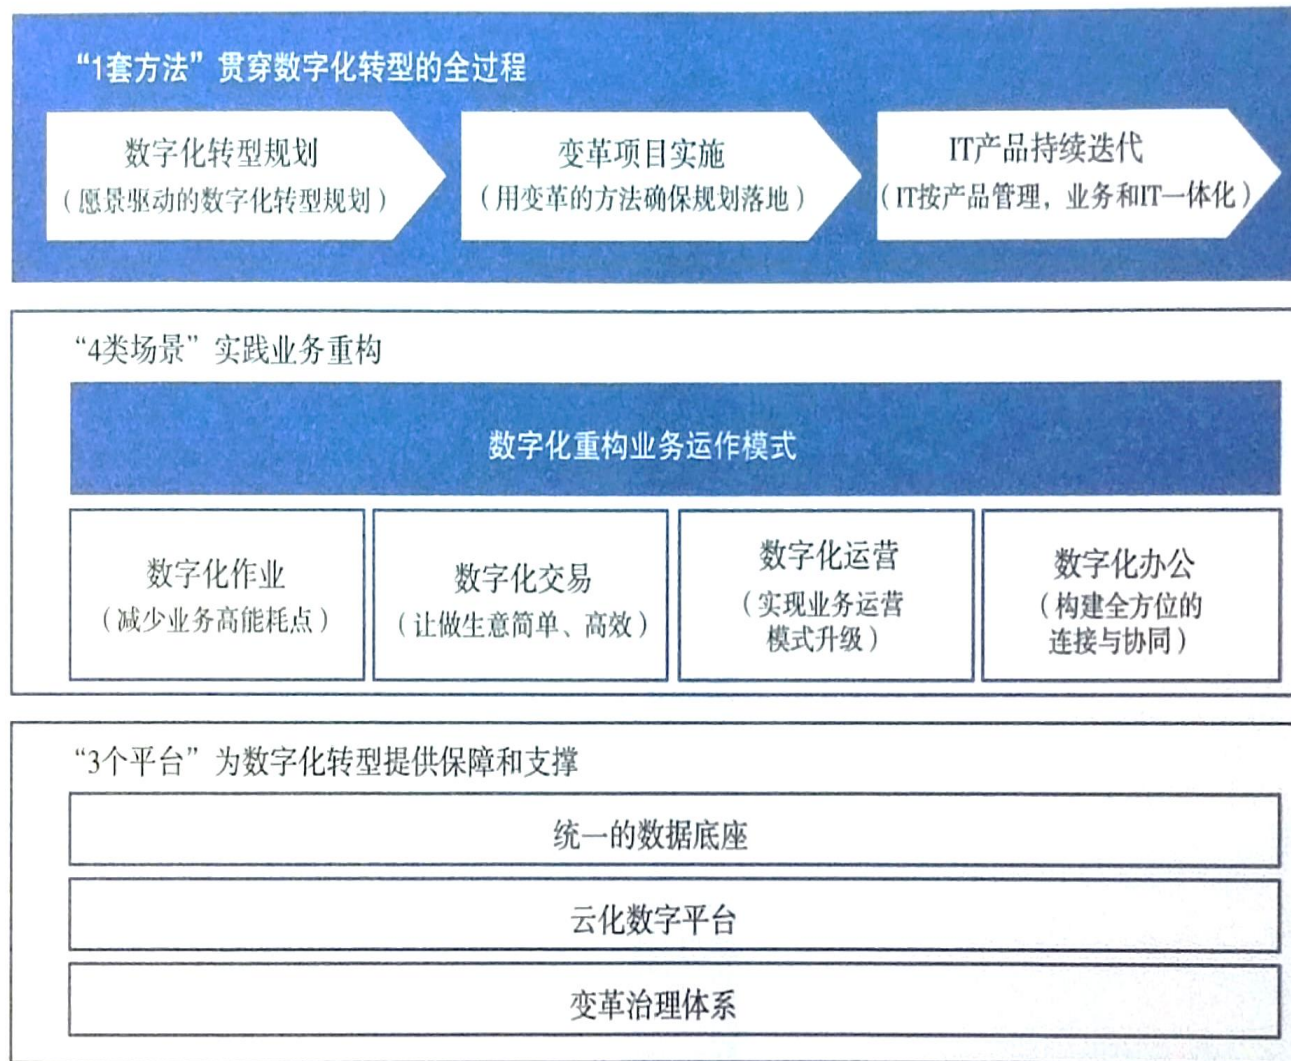 “1套方法”贯穿数字化转型的全过程
数字化转型规划
（愿景驱动的数字化转型规划）
变革项目实施
（用变革的方法确保规划落地）
IT产品持续迭代
（IT按产品管理，业务和IT一体化）
“4类场景”实践业务重构
数字化重构业务运作模式
数字化作业
（减少业务高能耗点）
数字化交易
（让做生意简单、高效）
数字化运营
（实现业务运营
模式升级）
数字化办公
（构建全方位的
连接与协同）
“3个平台”为数字化转型提供保障和支撑
统一的数据底座
云化数字平台
变革治理体系